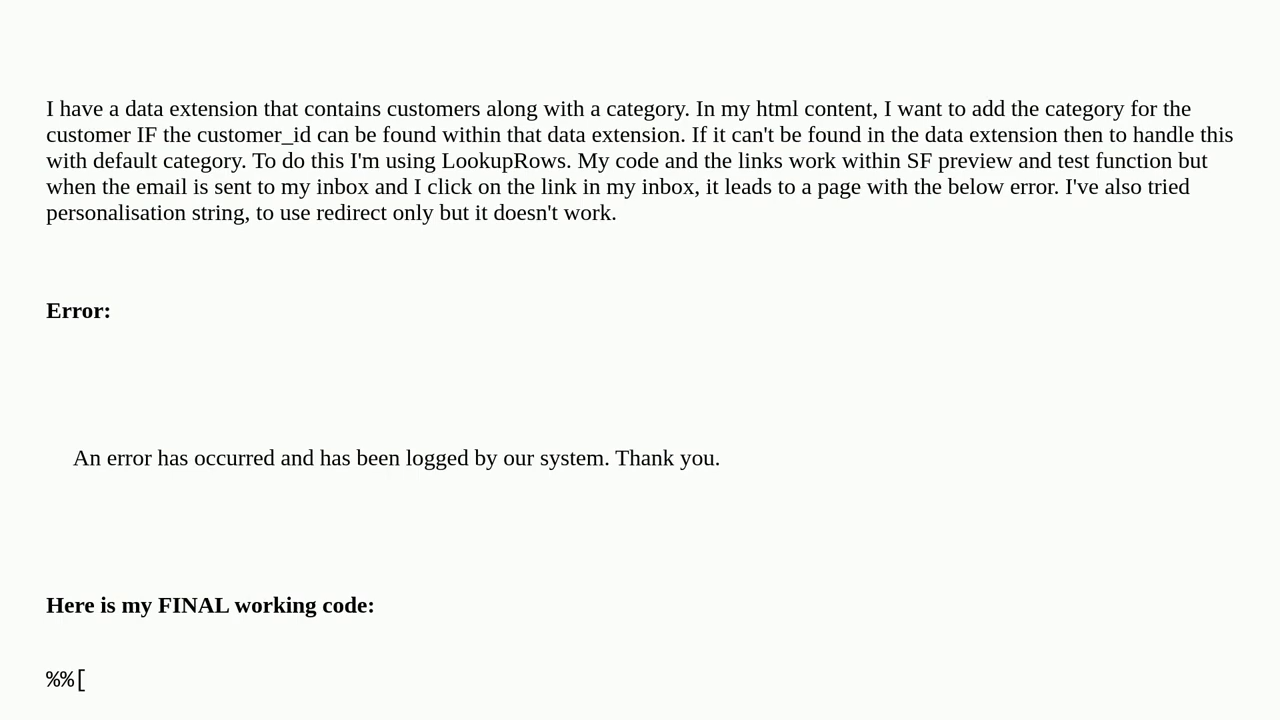 I have a data extension that contains customers along with a category. In my html content, I want to add the category for the
customer IF the customer_id can be found within that data extension. If it can't be found in the data extension then to handle this
with default category. To do this I'm using LookupRows. My code and the links work within SF preview and test function but
when the email is sent to my inbox and I click on the link in my inbox, it leads to a page with the below error. I've also tried
personalisation string, to use redirect only but it doesn't work.
Error:
An error has occurred and has been logged by our system. Thank you.
Here is my FINAL working code:
%%[